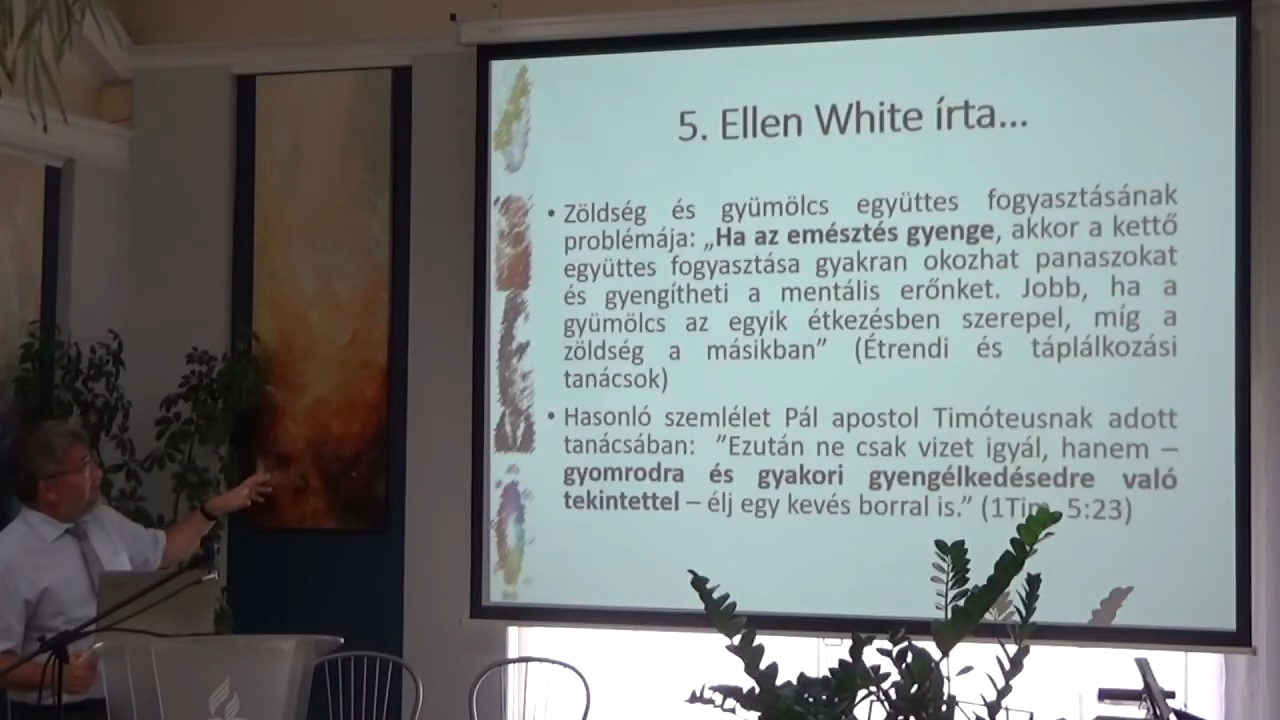 5. Ellen White írta...
• Zöldség és gyümölcs együttes fogyasztásának
problémája: „Ha az emésztés gyenge, akkor a kettő
együttes fogyasztása gyakran okozhat panaszokat
és gyengítheti a mentális erőnket. Jobb, ha a
gyümölcs az egyik étkezésben szerepel, míg a
zöldség a másikban” (Étrendi és táplálkozási
tanácsok)
• Hasonló szemlélet Pál apostol Timóteusnak adott
tanácsában: ”Ezután ne csak vizet igyál, hanem –
gyomrodra és gyakori gyengélkedésedre való
tekintettel – élj egy kevés borral is.” (1Tim. 5:23)